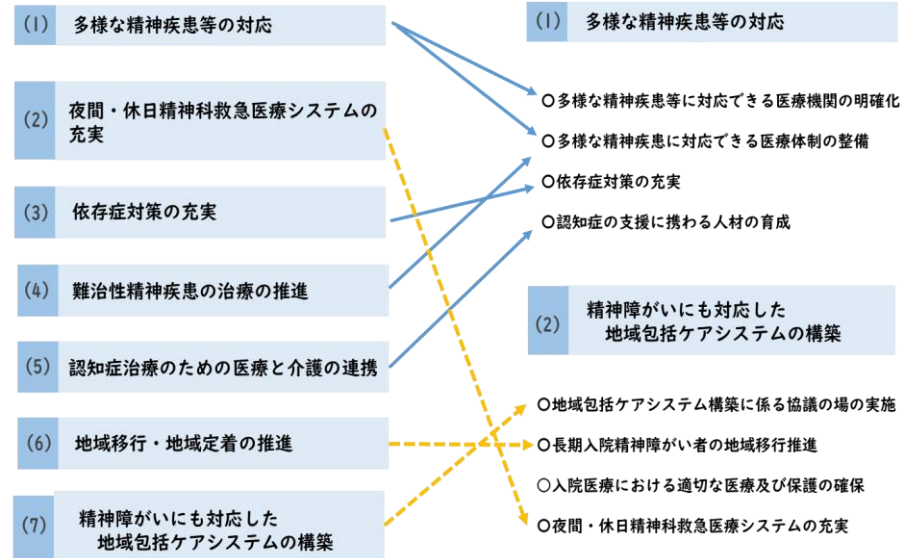 (1) 多様な精神疾患等の対応
(2) 夜間・休日精神科救急医療システムの
充実
(3) 依存症対策の充実
(4) 難治性精神疾患の治療の推進
(5) 認知症治療のための医療と介護の連携
(6) 地域移行・地域定着の推進
(7) 精神障がいにも対応した
地域包括ケアシステムの構築
(1) 多様な精神疾患等の対応
○多様な精神疾患等に対応できる医療機関の明確化
○多様な精神疾患に対応できる医療体制の整備
○依存症対策の充実
○認知症の支援に携わる人材の育成
(2) 精神障がいにも対応した
地域包括ケアシステムの構築
○地域包括ケアシステム構築に係る協議の場の実施
○長期入院精神障がい者の地域移行推進
○入院医療における適切な医療及び保護の確保
○夜間・休日精神科救急医療システムの充実